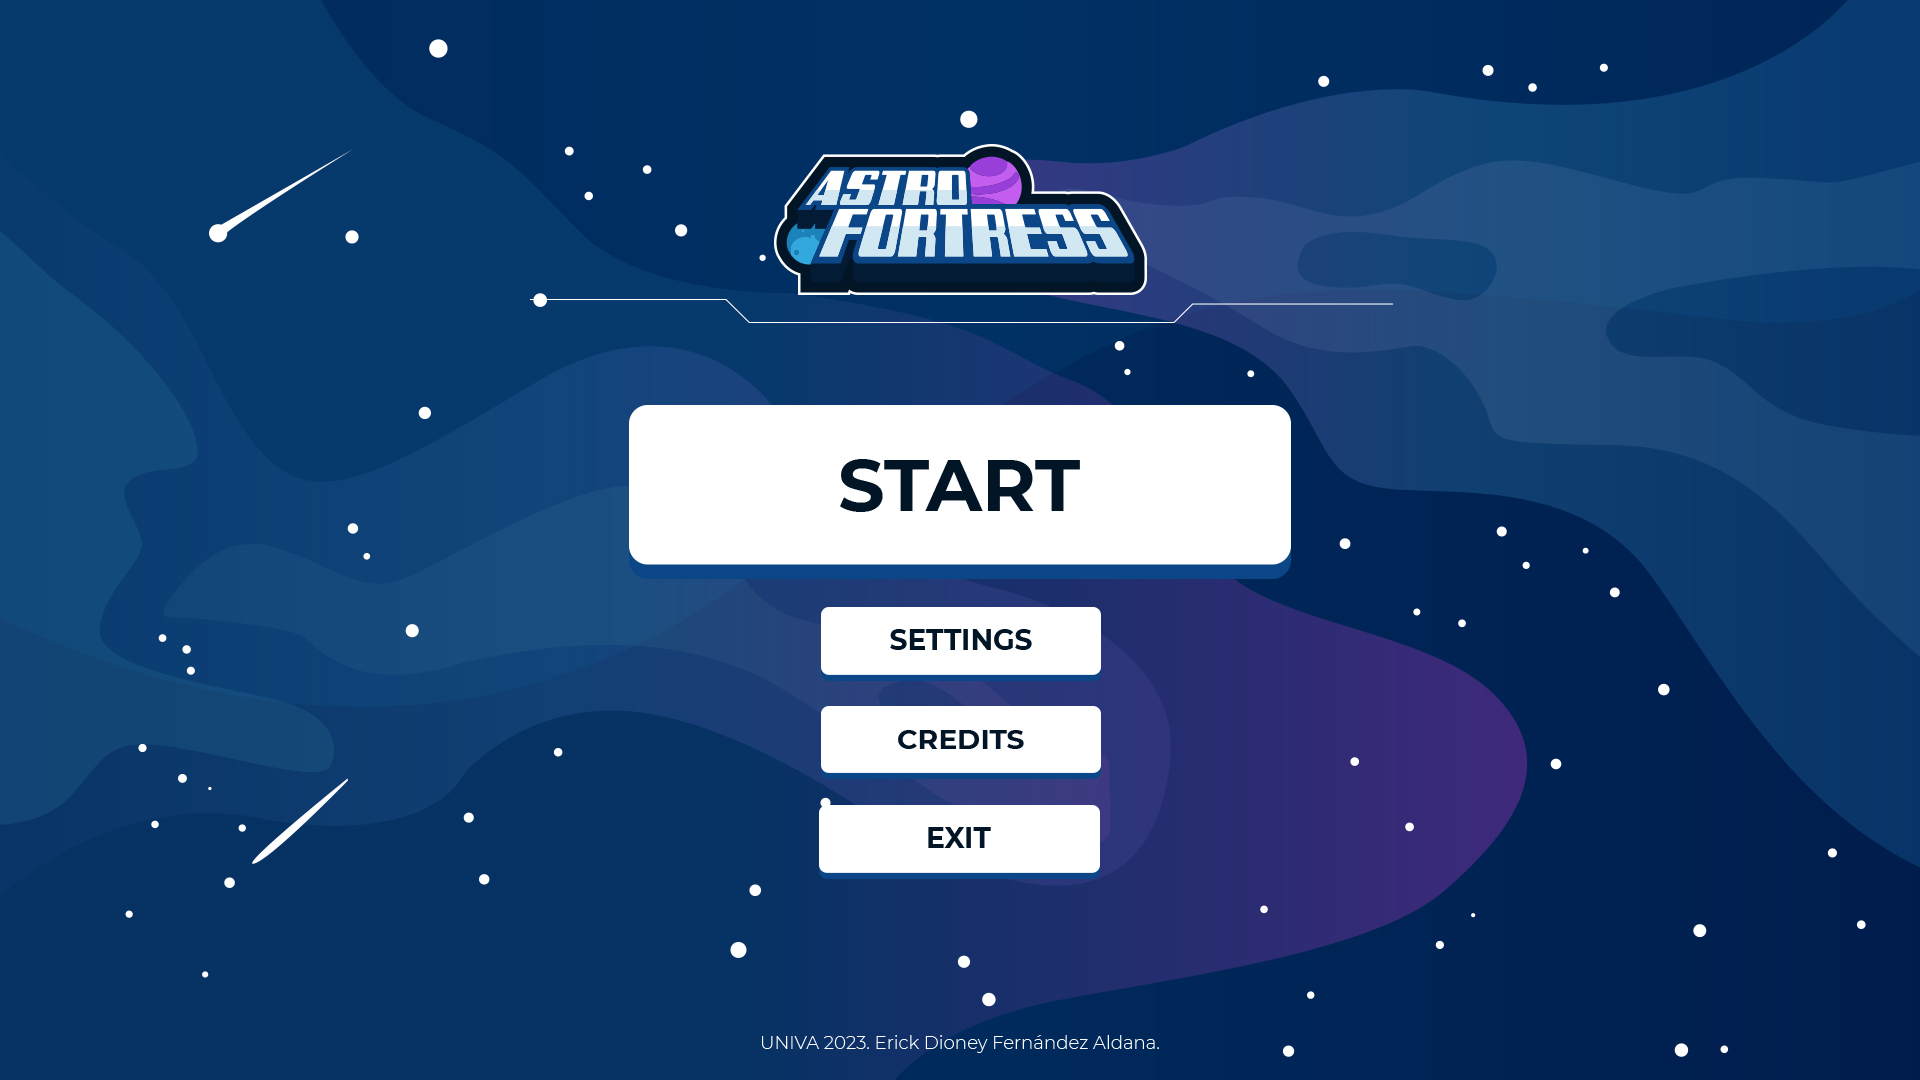 ASTRO
FORTRESS
START
SETTINGS
CREDITS
EXIT
UNIVA 2023. Erick Dioney Fernández Aldana.